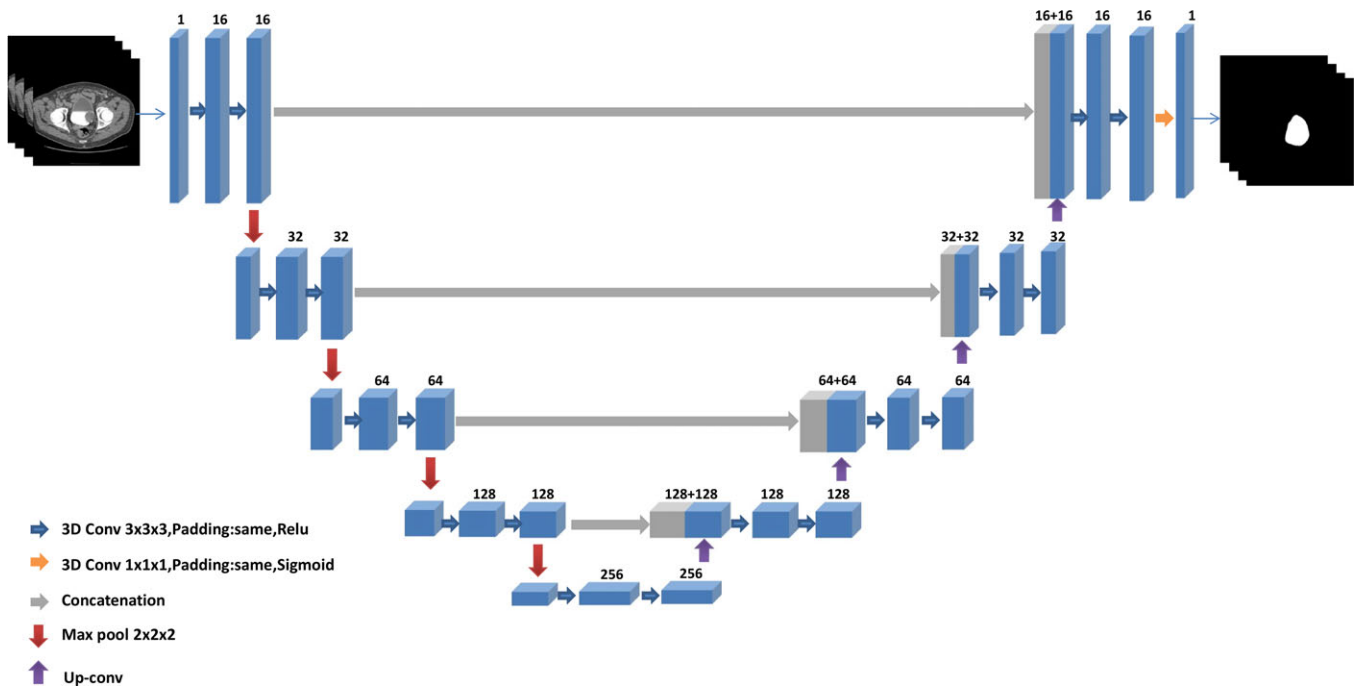 1 16 16 16+16 16 16 1
32 32 32+32 32 32
64 64 64+64 64 64
128 128 128+128 128 128
256 256
3D Conv 3x3x3,Padding:same,Relu
3D Conv 1x1x1,Padding:same,Sigmoid
Concatenation
Max pool 2x2x2
Up-conv